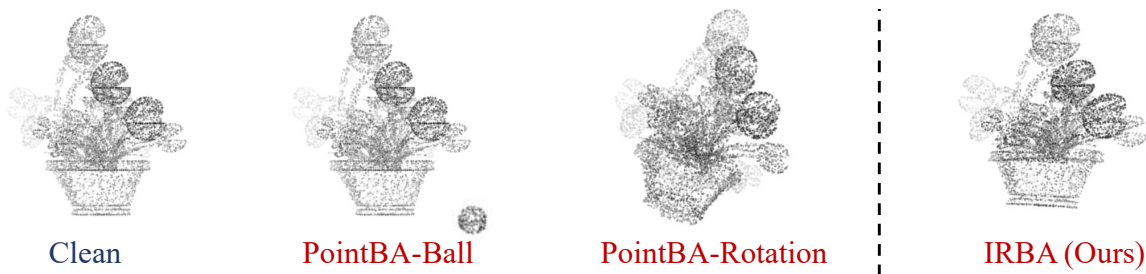 Clean
PointBA-Ball
PointBA-Rotation
IRBA (Ours)